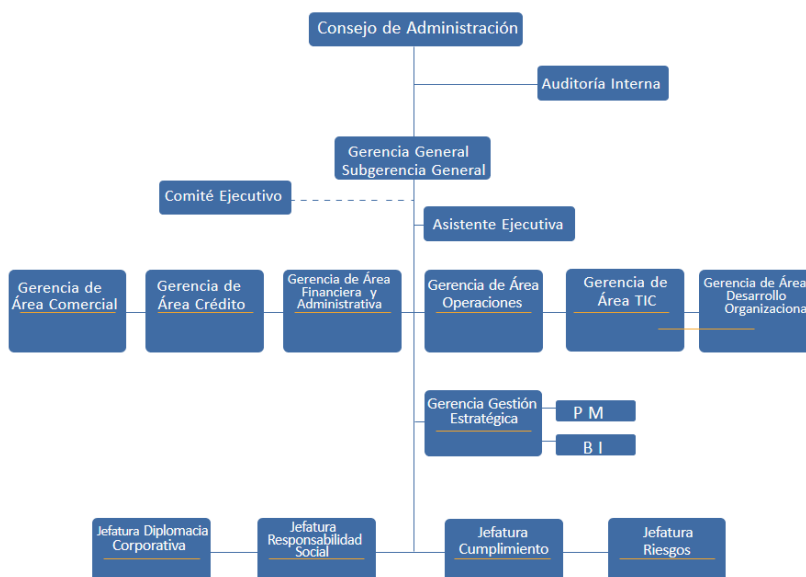 Consejo de Administración
Auditoría Interna
Gerencia General
Subgerencia General
Comité Ejecutivo
Asistente Ejecutiva
Gerencia de
Área Comercial
Gerencia de
Área Crédito
Gerencia de Área
Financiera y
Administrativa
Gerencia de Área
Operaciones
Gerencia de
Área TIC
Gerencia de Área
Desarrollo
Organizacional
Gerencia Gestión
Estratégica
P M
B I
Jefatura Diplomacia
Corporativa
Jefatura
Responsabilidad
Social
Jefatura
Cumplimiento
Jefatura
Riesgos